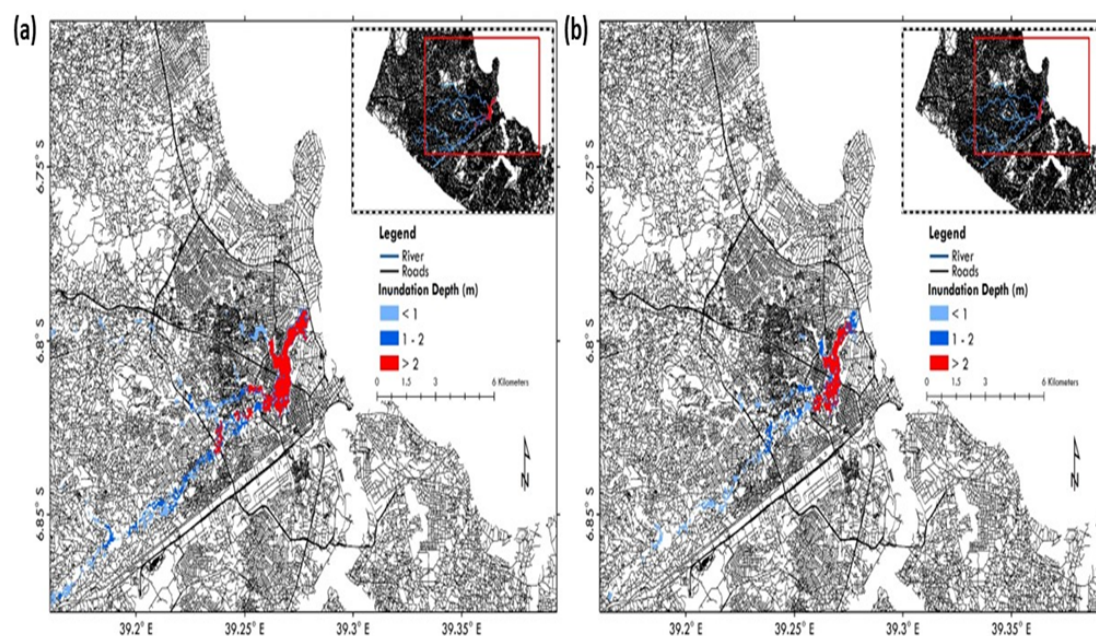 (a)
(b)
6.75° S
6.8° S
6.85° S
Legend
River
Roads
Inundation Depth (m)
< 1
1 - 2
> 2
0 1.5 3 6 Kilometers
N
39.2° E 39.25° E 39.3° E 39.35° E
Legend
River
Roads
Inundation Depth (m)
< 1
1 - 2
> 2
0 1.5 3 6 Kilometers
N
6.75° S
6.8° S
6.85° S
39.2° E 39.25° E 39.3° E 39.35° E